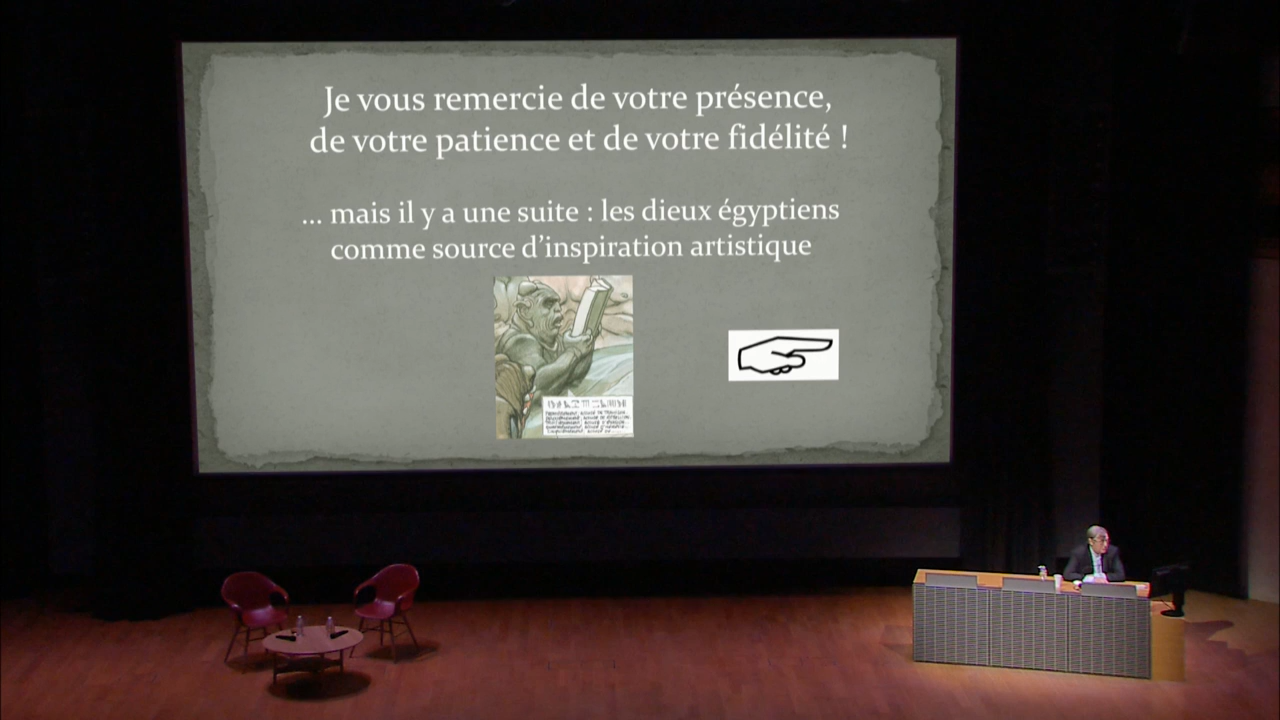 Je vous remercie de votre présence,
de votre patience et de votre fidélité !
... mais il y a une suite : les dieux égyptiens
comme source d’inspiration artistique